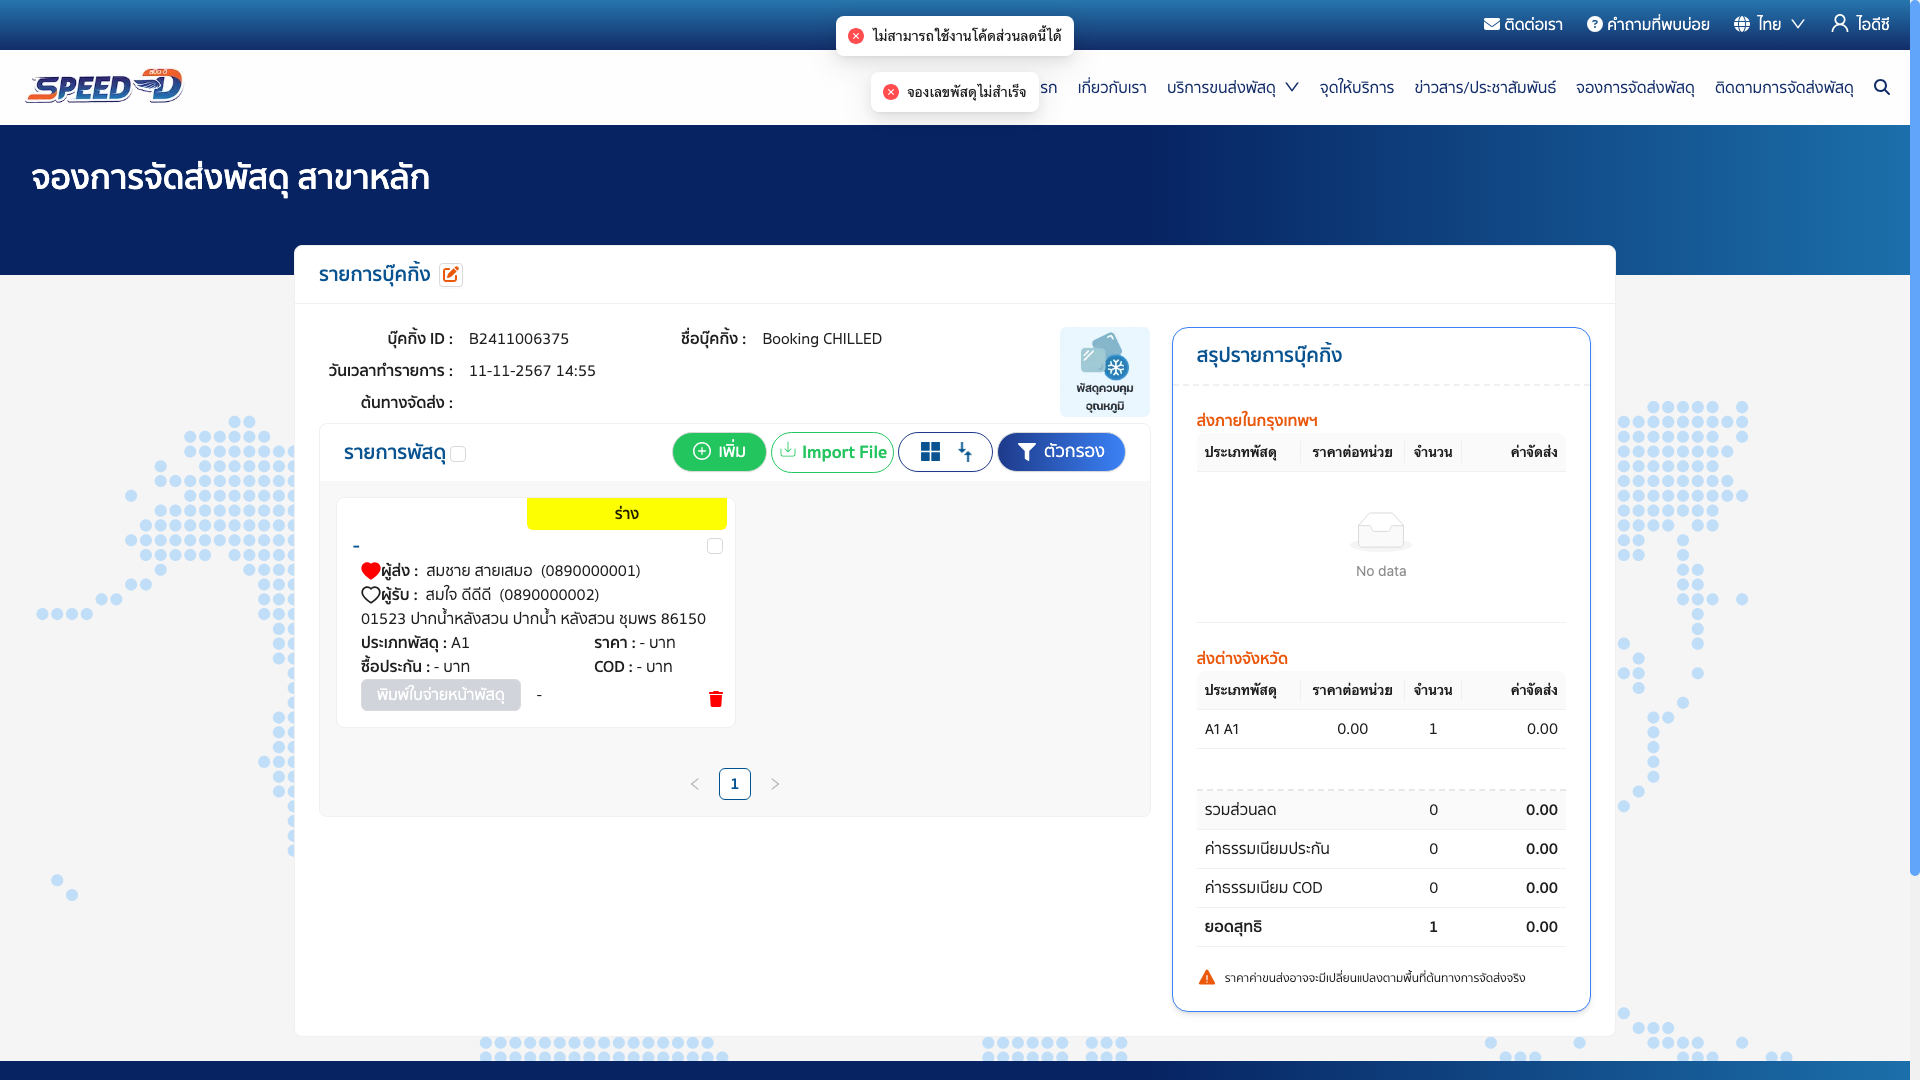 ติดต่อเรา
คำถามที่พบบ่อย
ไทย
ไอดีซี
ไม่สามารถใช้งานโค้ดส่วนลดนี้ได้
จองเลขพัสดุไม่สำเร็จ
SPEED-D
รก
เกี่ยวกับเรา
บริการขนส่งพัสดุ
จุดให้บริการ
ข่าวสาร/ประชาสัมพันธ์
จองการจัดส่งพัสดุ
ติดตามการจัดส่งพัสดุ
จองการจัดส่งพัสดุ สาขาหลัก
รายการบุ๊คกิ้ง
บุ๊คกิ้ง ID : B2411006375
ชื่อบุ๊คกิ้ง : Booking CHILLED
วันเวลาทำรายการ : 11-11-2567 14:55
ต้นทางจัดส่ง :
พัสดุควบคุม
อุณหภูมิ
รายการพัสดุ
เพิ่ม
Import File
ตัวกรอง
ร่าง
-
ผู้ส่ง : สมชาย สายเสมอ (0890000001)
ผู้รับ : สมใจ ดีดีดี (0890000002)
01523 ปากน้ำหลังสวน ปากน้ำ หลังสวน ชุมพร 86150
ประเภทพัสดุ : A1
ราคา : - บาท
ซื้อประกัน : - บาท
COD : - บาท
พิมพ์ใบจ่ายหน้าพัสดุ
-
1
สรุปรายการบุ๊คกิ้ง
ส่งภายในกรุงเทพฯ
ประเภทพัสดุ ราคาต่อหน่วย จำนวน ค่าจัดส่ง
No data
ส่งต่างจังหวัด
ประเภทพัสดุ ราคาต่อหน่วย จำนวน ค่าจัดส่ง
A1 A1 0.00 1 0.00
รวมส่วนลด 0 0.00
ค่าธรรมเนียมประกัน 0 0.00
ค่าธรรมเนียม COD 0 0.00
ยอดสุทธิ 1 0.00
ราคาค่าขนส่งอาจจะมีเปลี่ยนแปลงตามพื้นที่ต้นทางการจัดส่งจริง